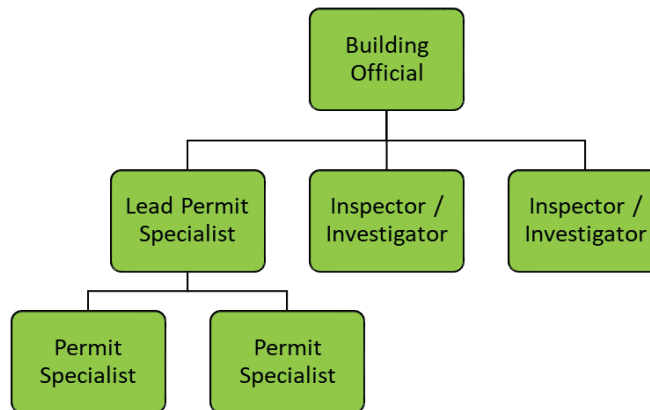 Building
Official
Lead Permit
Specialist
Inspector /
Investigator
Inspector /
Investigator
Permit
Specialist
Permit
Specialist